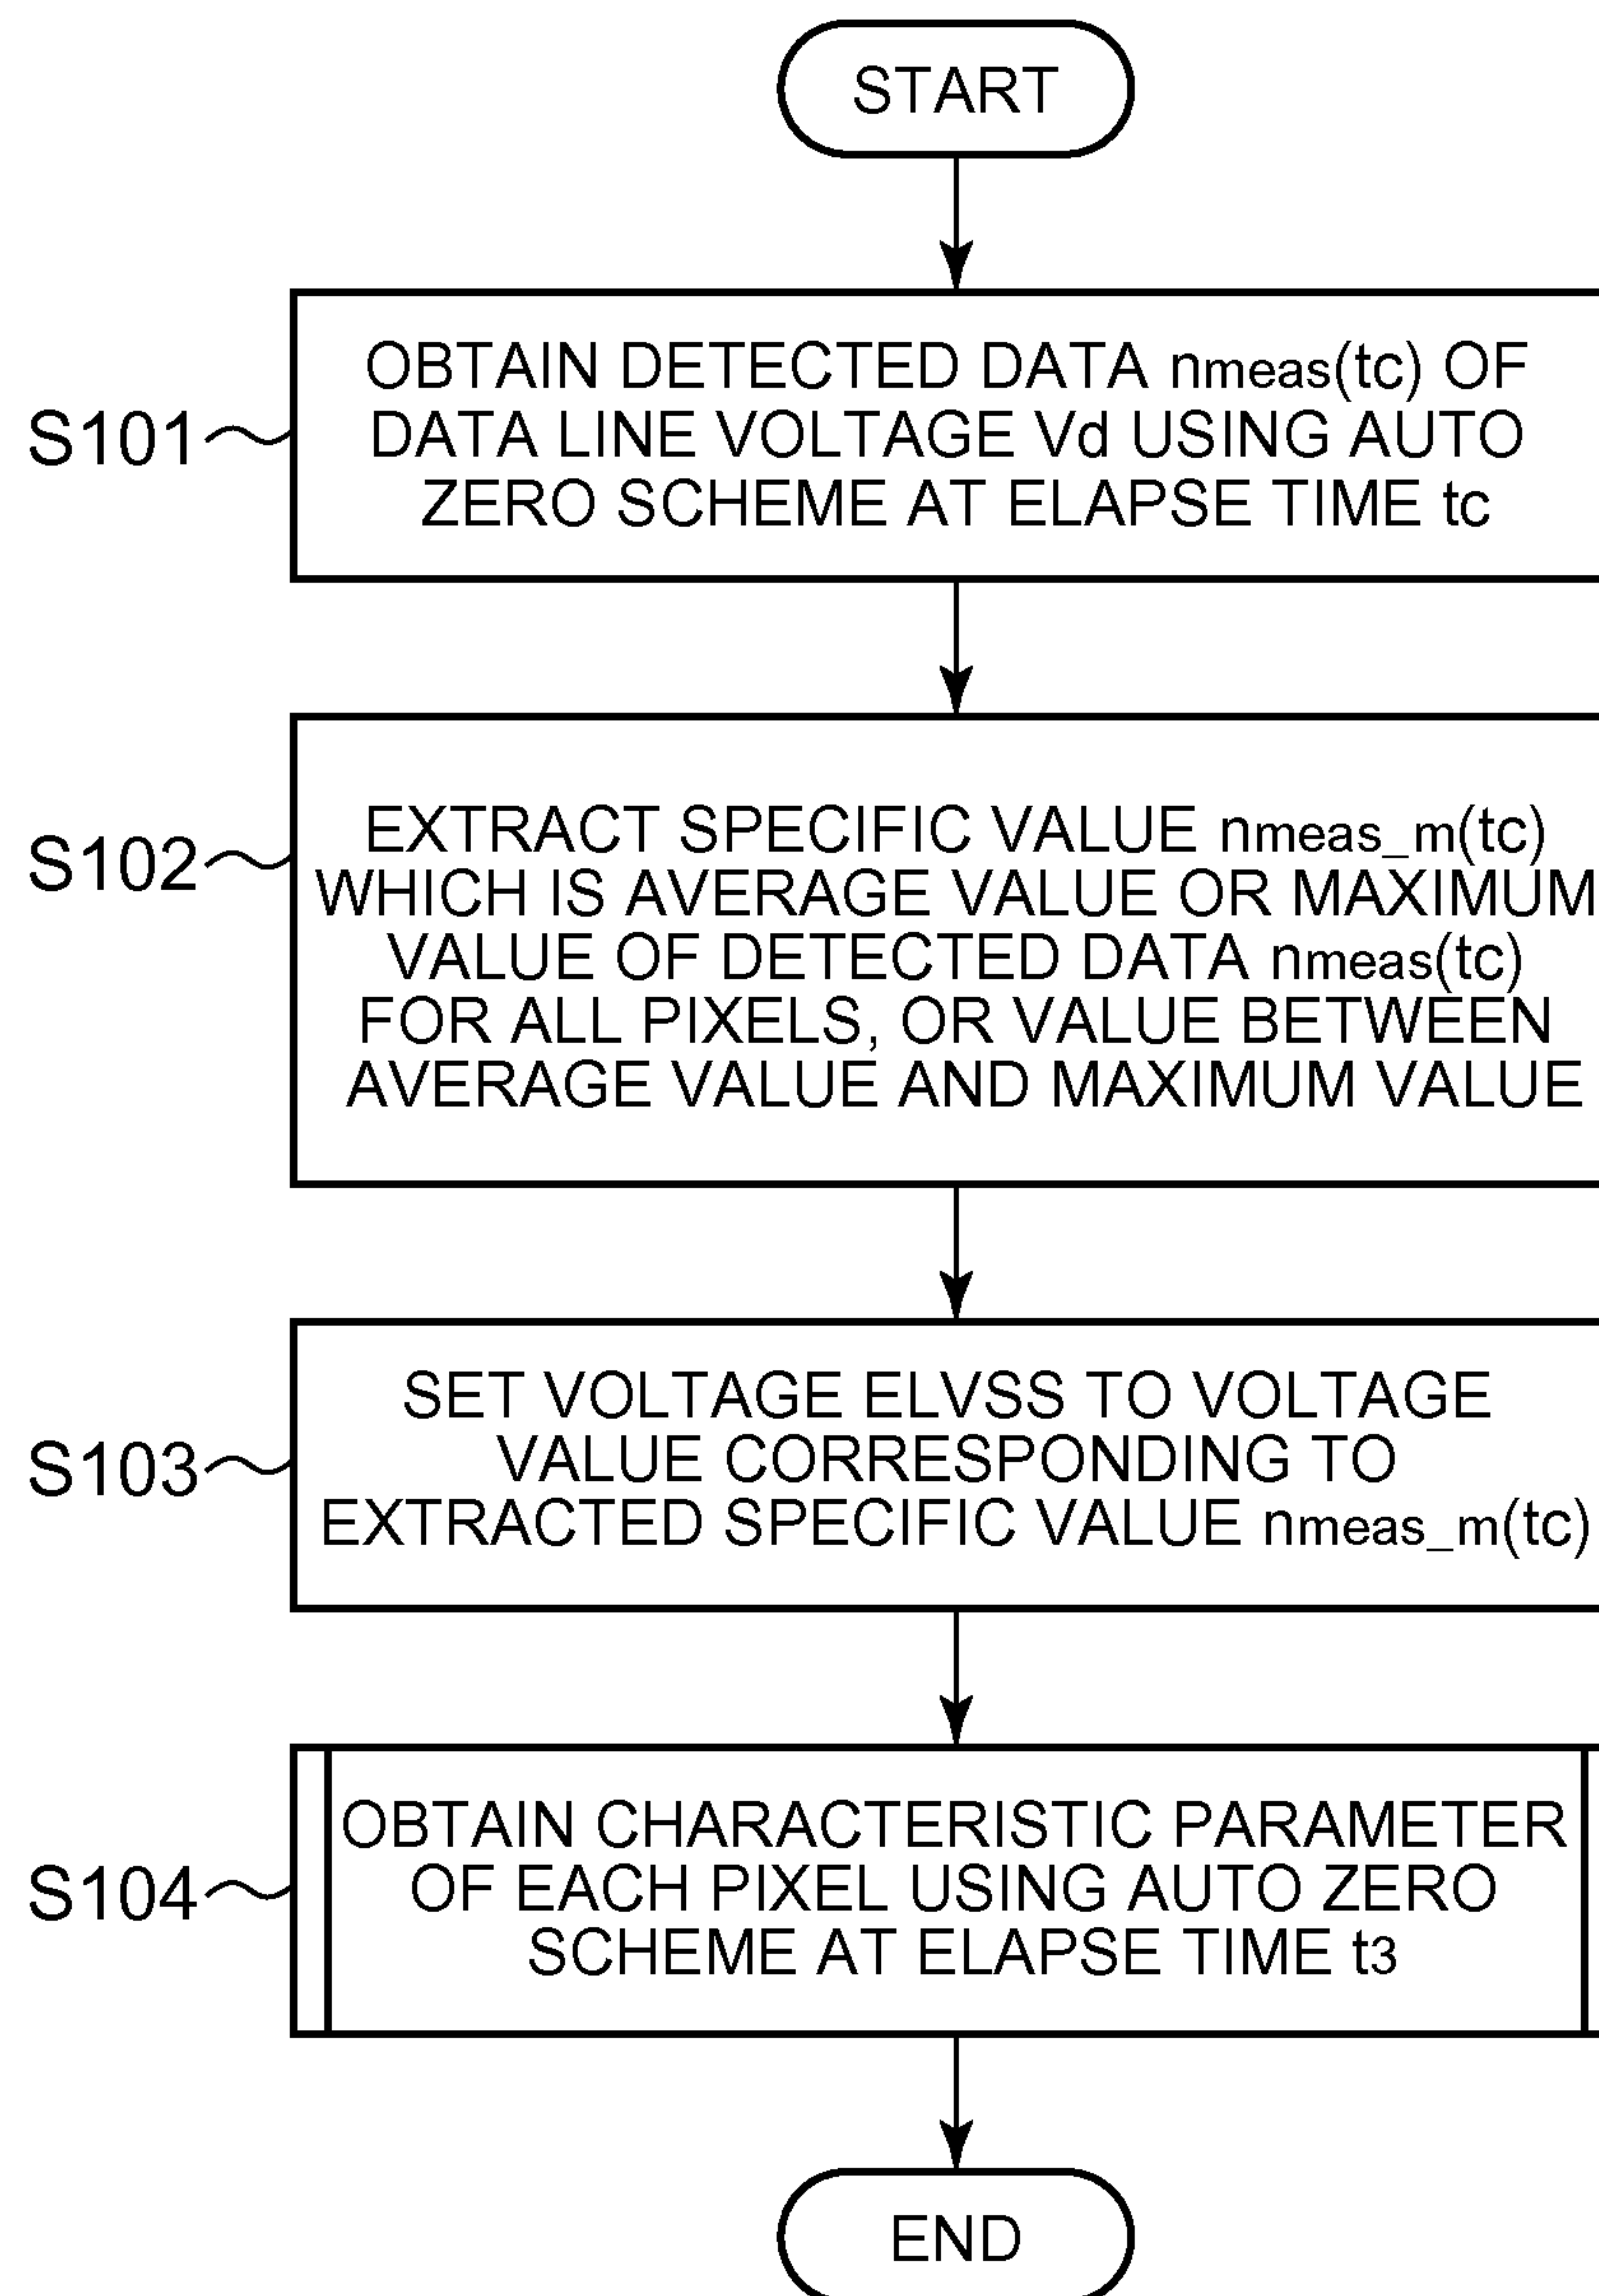 START
OBTAIN DETECTED DATA nmeas(tc) OF
S101
DATA LINE VOLTAGE Vd USING AUTO
ZERO SCHEME AT ELAPSE TIME tc
EXTRACT SPECIFIC VALUE nmeas_m(tc)
S102
WHICH IS AVERAGE VALUE OR MAXIMUM
VALUE OF DETECTED DATA nmeas(tc)
FOR ALL PIXELS, OR VALUE BETWEEN
AVERAGE VALUE AND MAXIMUM VALUE
SET VOLTAGE ELVSS TO VOLTAGE
S103
VALUE CORRESPONDING TO
EXTRACTED SPECIFIC VALUE nmeas_m(tc)
OBTAIN CHARACTERISTIC PARAMETER
S104
OF EACH PIXEL USING AUTO ZERO
SCHEME AT ELAPSE TIME t3
END